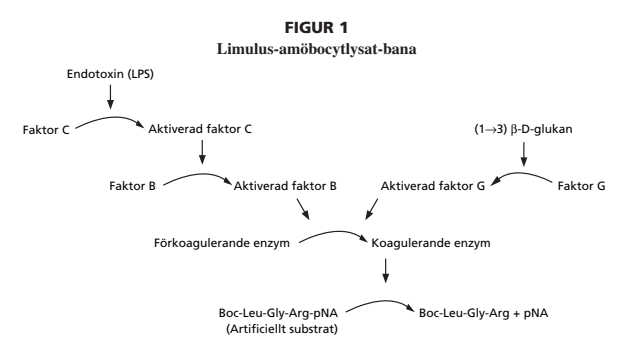 FIGUR 1
Limulus-amöbocytlysat-bana
Endotoxin (LPS)
Faktor C
Aktiverad faktor C
(1→3) β-D-glukan
Faktor B
Aktiverad faktor B
Aktiverad faktor G
Faktor G
Förkoagulerande enzym
Koagulerande enzym
Boc-Leu-Gly-Arg-pNA
(Artificiellt substrat)
Boc-Leu-Gly-Arg + pNA